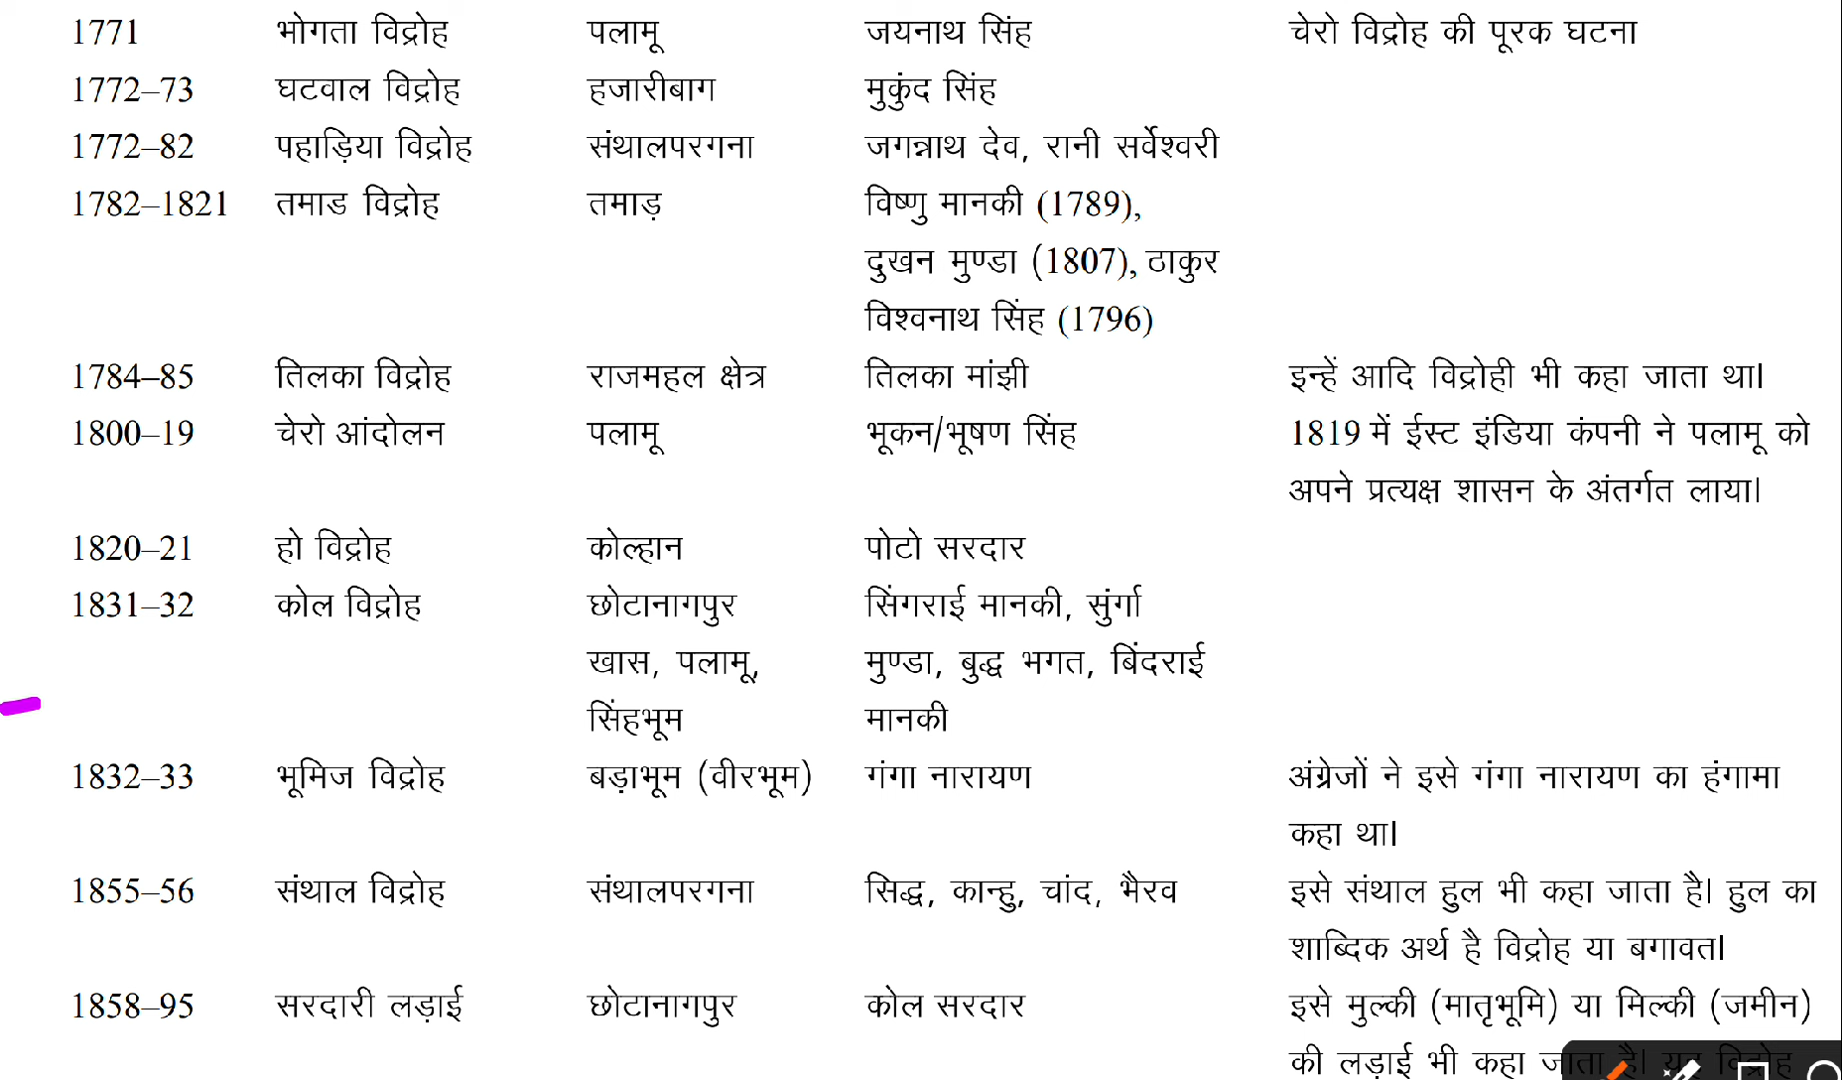 1771 भोगता विद्रोह पलामू जयनाथ सिंह चेरो विद्रोह की पूरक घटना
1772–73 घटवाल विद्रोह हजारीबाग मुकुंद सिंह
1772–82 पहाड़िया विद्रोह संथालपरगना जगन्नाथ देव, रानी सर्वेश्वरी
1782–1821 तमाड विद्रोह तमाड़ विष्णु मानकी (1789),
दुखन मुण्डा (1807), ठाकुर
विश्वनाथ सिंह (1796)
1784–85 तिलका विद्रोह राजमहल क्षेत्र तिलका मांझी इन्हें आदि विद्रोही भी कहा जाता था।
1800–19 चेरो आंदोलन पलामू भूकन/भूषण सिंह 1819 में ईस्ट इंडिया कंपनी ने पलामू को
अपने प्रत्यक्ष शासन के अंतर्गत लाया।
1820–21 हो विद्रोह कोल्हान पोटो सरदार
1831–32 कोल विद्रोह छोटानागपुर सिंगराई मानकी, सुंर्गा
खास, पलामू, मुण्डा, बुद्ध भगत, बिंदराई
सिंहभूम मानकी
1832–33 भूमिज विद्रोह बड़ाभूम (वीरभूम) गंगा नारायण अंग्रेजों ने इसे गंगा नारायण का हंगामा
कहा था।
1855–56 संथाल विद्रोह संथालपरगना सिद्ध, कान्हु, चांद, भैरव इसे संथाल हुल भी कहा जाता है। हुल का
शाब्दिक अर्थ है विद्रोह या बगावत।
1858–95 सरदारी लड़ाई छोटानागपुर कोल सरदार इसे मुल्की (मातृभूमि) या मिल्की (जमीन)
की लड़ाई भी कहा जाता है। यह विद्रोह